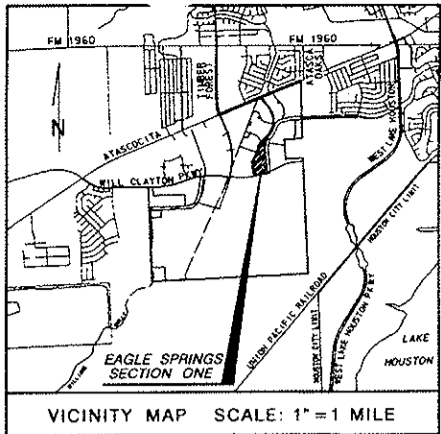 FM 1960
FM 1960
TIMBER
FOREST
ATASCA
OAKS
N
ATASCOCITA
WEST LAKE HOUSTON
WILL CLAYTON PKWY
HOUSTON CITY LIMIT
UNION PACIFIC RAILROAD
HOUSTON CITY LIMIT
WEST LAKE HOUSTON PKWY
LAKE
HOUSTON
EAGLE SPRINGS
SECTION ONE
VICINITY MAP SCALE: 1" = 1 MILE